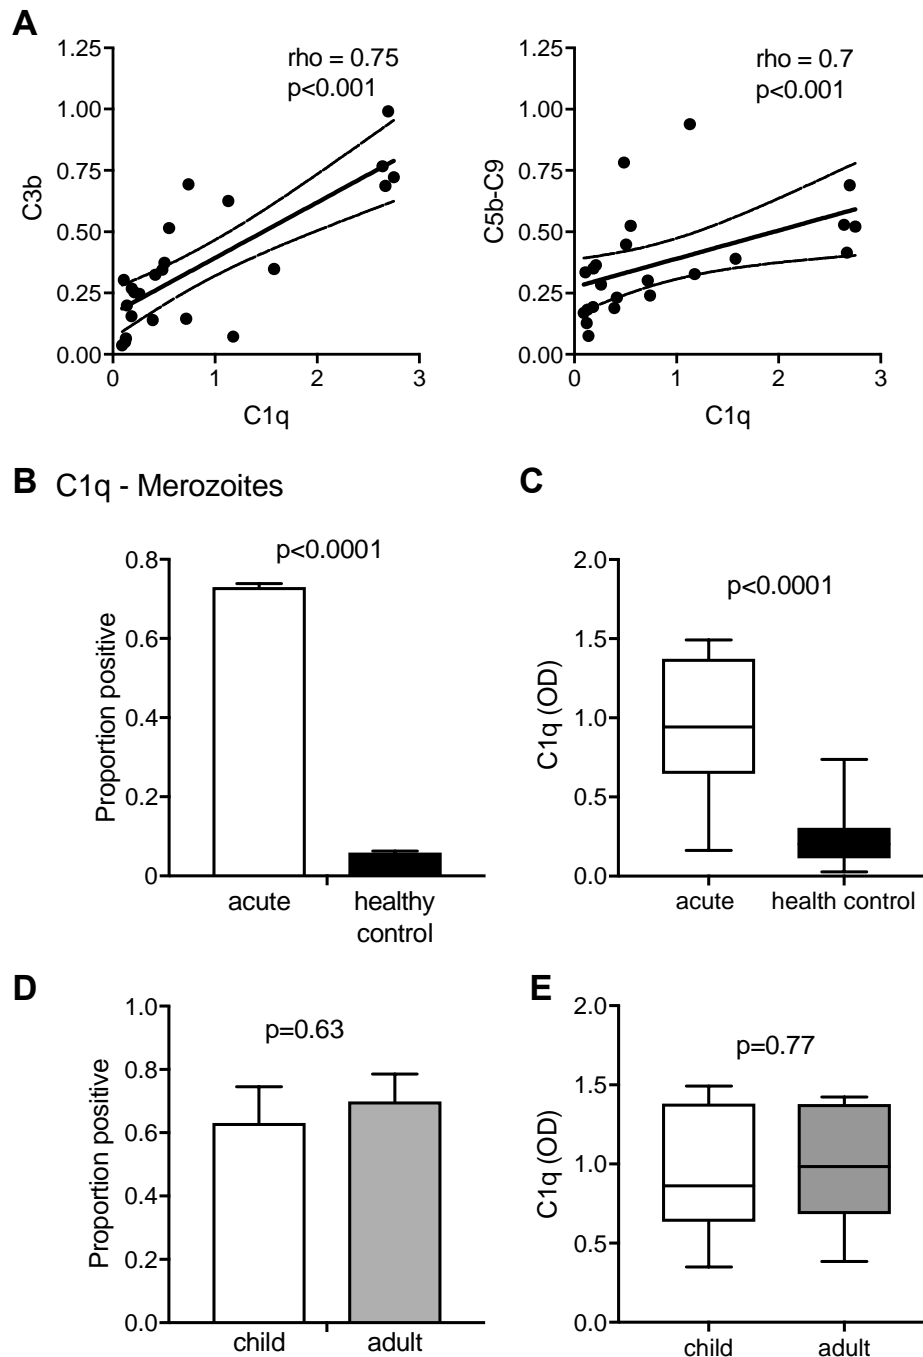 A
rho = 0.75
p<0.001
C3b
1.25
1.00
0.75
0.50
0.25
0.00
0 1 2 3
C1q
rho = 0.7
p<0.001
C5b-C9
1.25
1.00
0.75
0.50
0.25
0.00
0 1 2 3
C1q
B C1q - Merozoites
p<0.0001
Proportion positive
0.8
0.6
0.4
0.2
0
acute healthy
control
C
p<0.0001
C1q (OD)
2.0
1.5
1.0
0.5
0.0
acute health control
D
p=0.63
Proportion positive
1.0
0.8
0.6
0.4
0.2
0.0
child adult
E
p=0.77
C1q (OD)
2.0
1.5
1.0
0.5
0.0
child adult